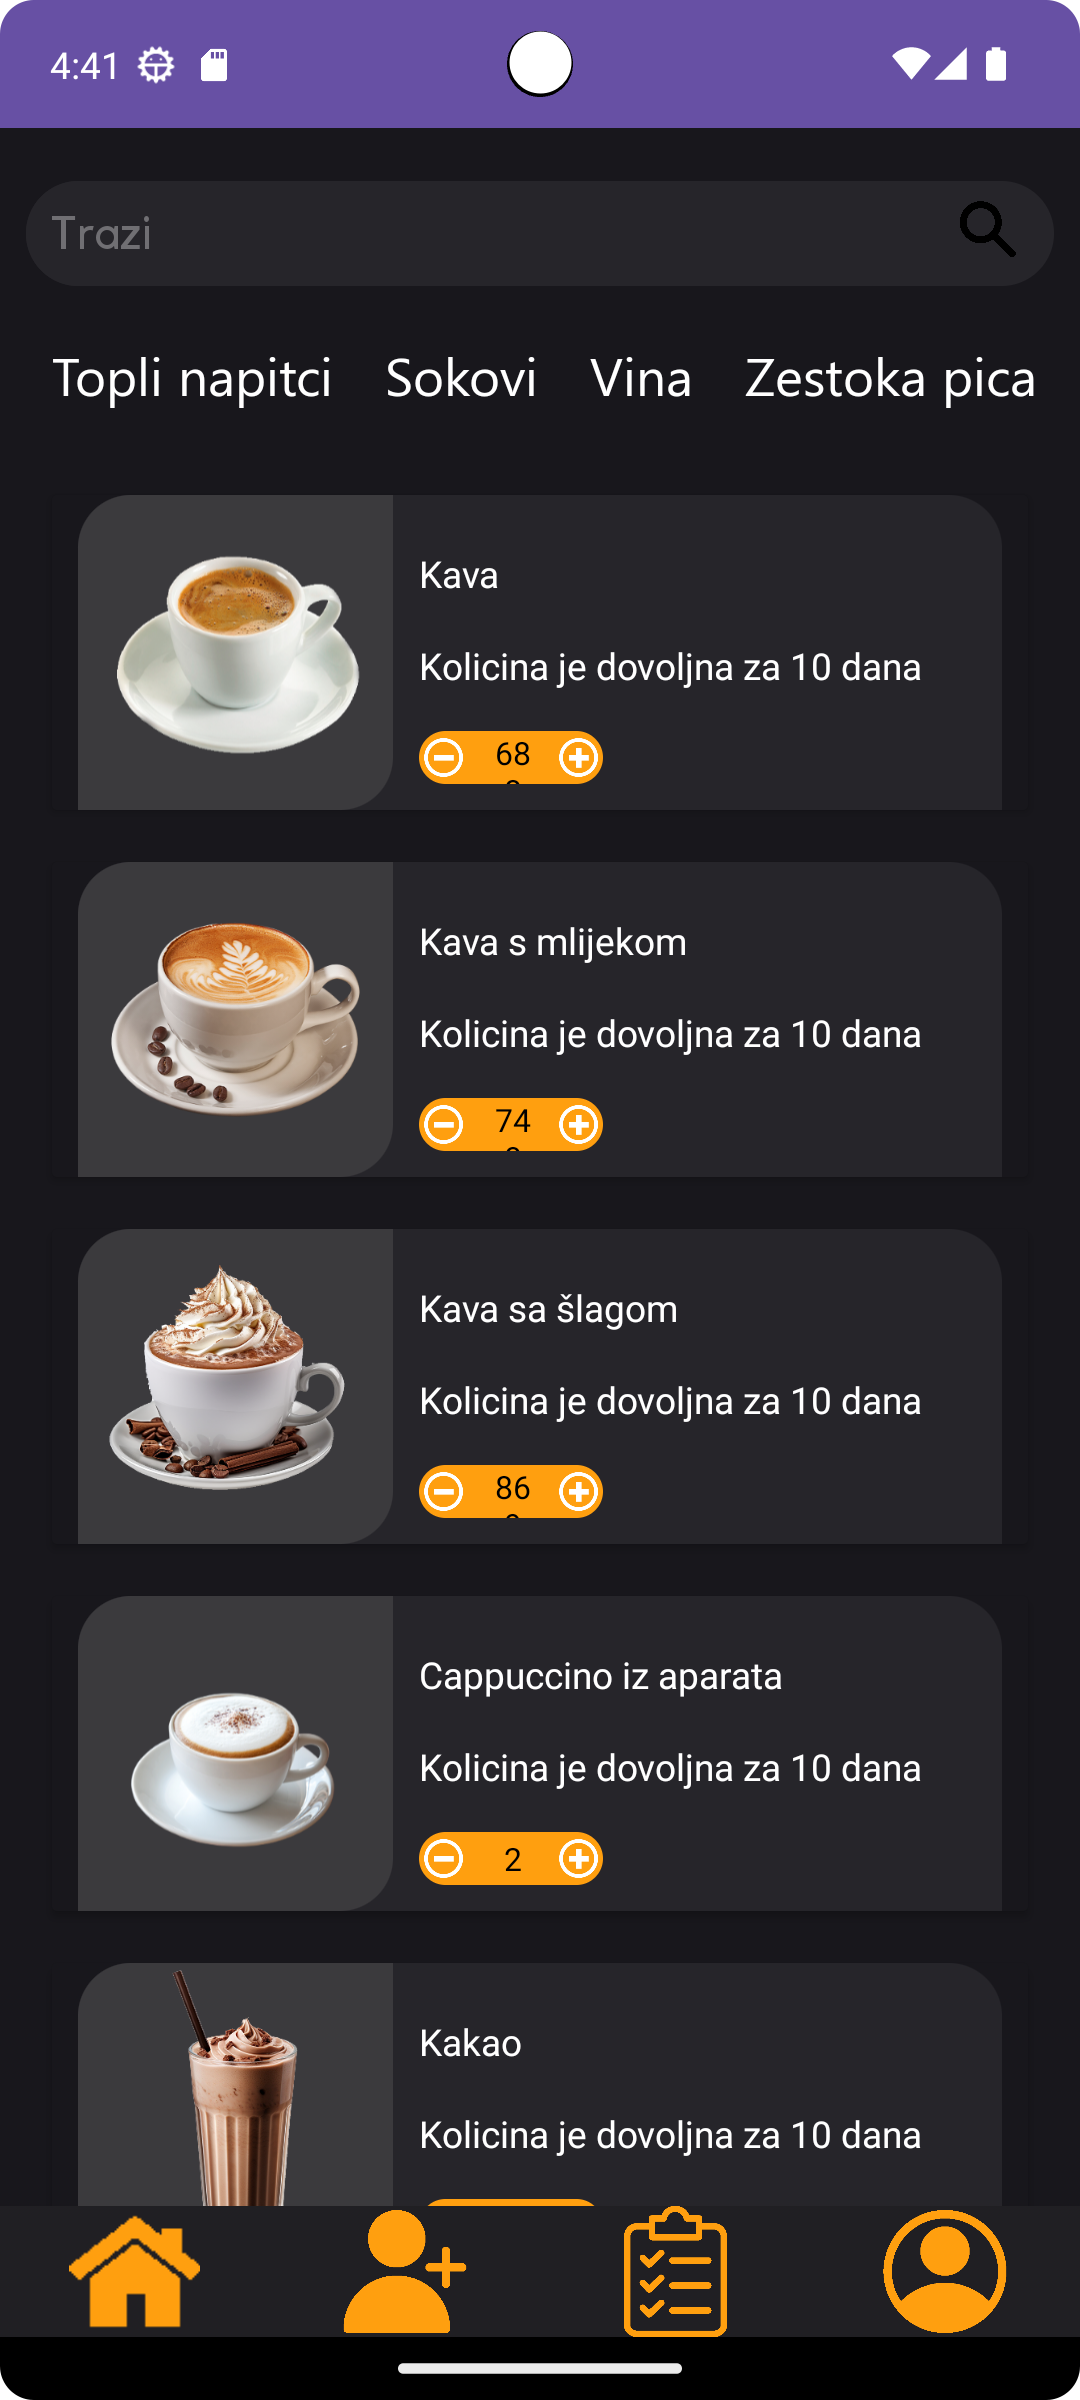 4:41
Trazi
Topli napitci Sokovi Vina Zestoka pica
Kava
Kolicina je dovoljna za 10 dana
68
Kava s mlijekom
Kolicina je dovoljna za 10 dana
74
Kava sa šlagom
Kolicina je dovoljna za 10 dana
86
Cappuccino iz aparata
Kolicina je dovoljna za 10 dana
2
Kakao
Kolicina je dovoljna za 10 dana